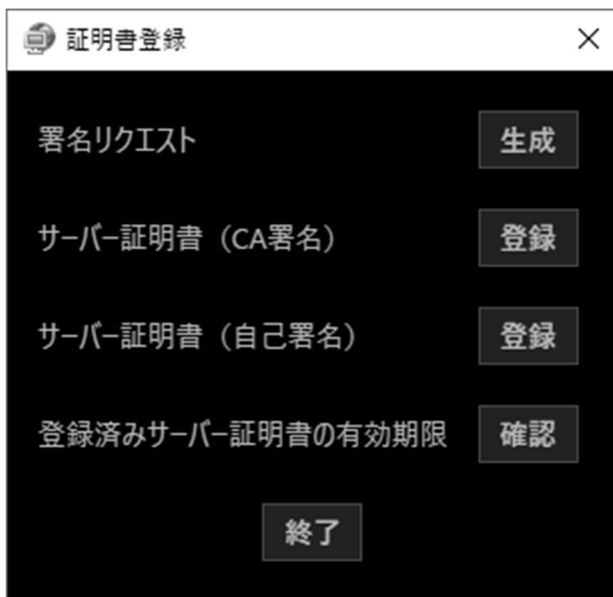 証明書登録
署名リクエスト 生成
サーバー証明書（CA署名） 登録
サーバー証明書（自己署名） 登録
登録済みサーバー証明書の有効期限 確認
終了